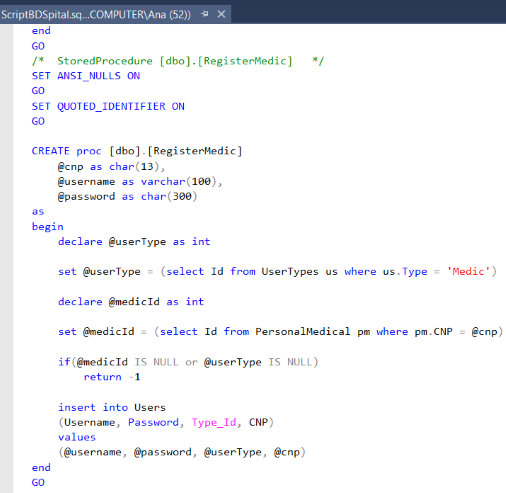 ScriptBDSpital.sq...COMPUTER\Ana (52))
end
GO
/*  StoredProcedure [dbo].[RegisterMedic]   */
SET ANSI_NULLS ON
GO
SET QUOTED_IDENTIFIER ON
GO
CREATE proc [dbo].[RegisterMedic]
@cnp as char(13),
@username as varchar(100),
@password as char(300)
as
begin
declare @userType as int
set @userType = (select Id from UserTypes us where us.Type = 'Medic')
declare @medicId as int
set @medicId = (select Id from PersonalMedical pm where pm.CNP = @cnp)
if(@medicId IS NULL or @userType IS NULL)
return -1
insert into Users
(Username, Password, Type_Id, CNP)
values
(@username, @password, @userType, @cnp)
end
GO